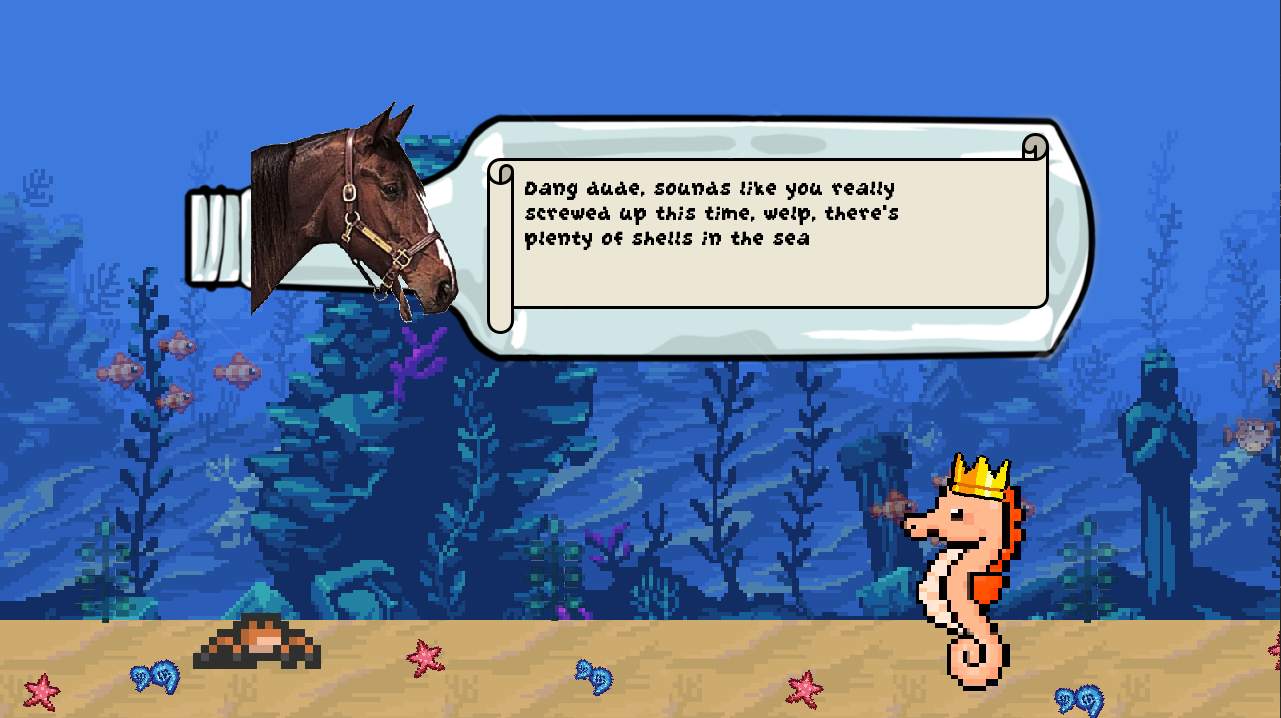 Dang dude, sounds like you really
screwed up this time, welp, there's
plenty of shells in the sea